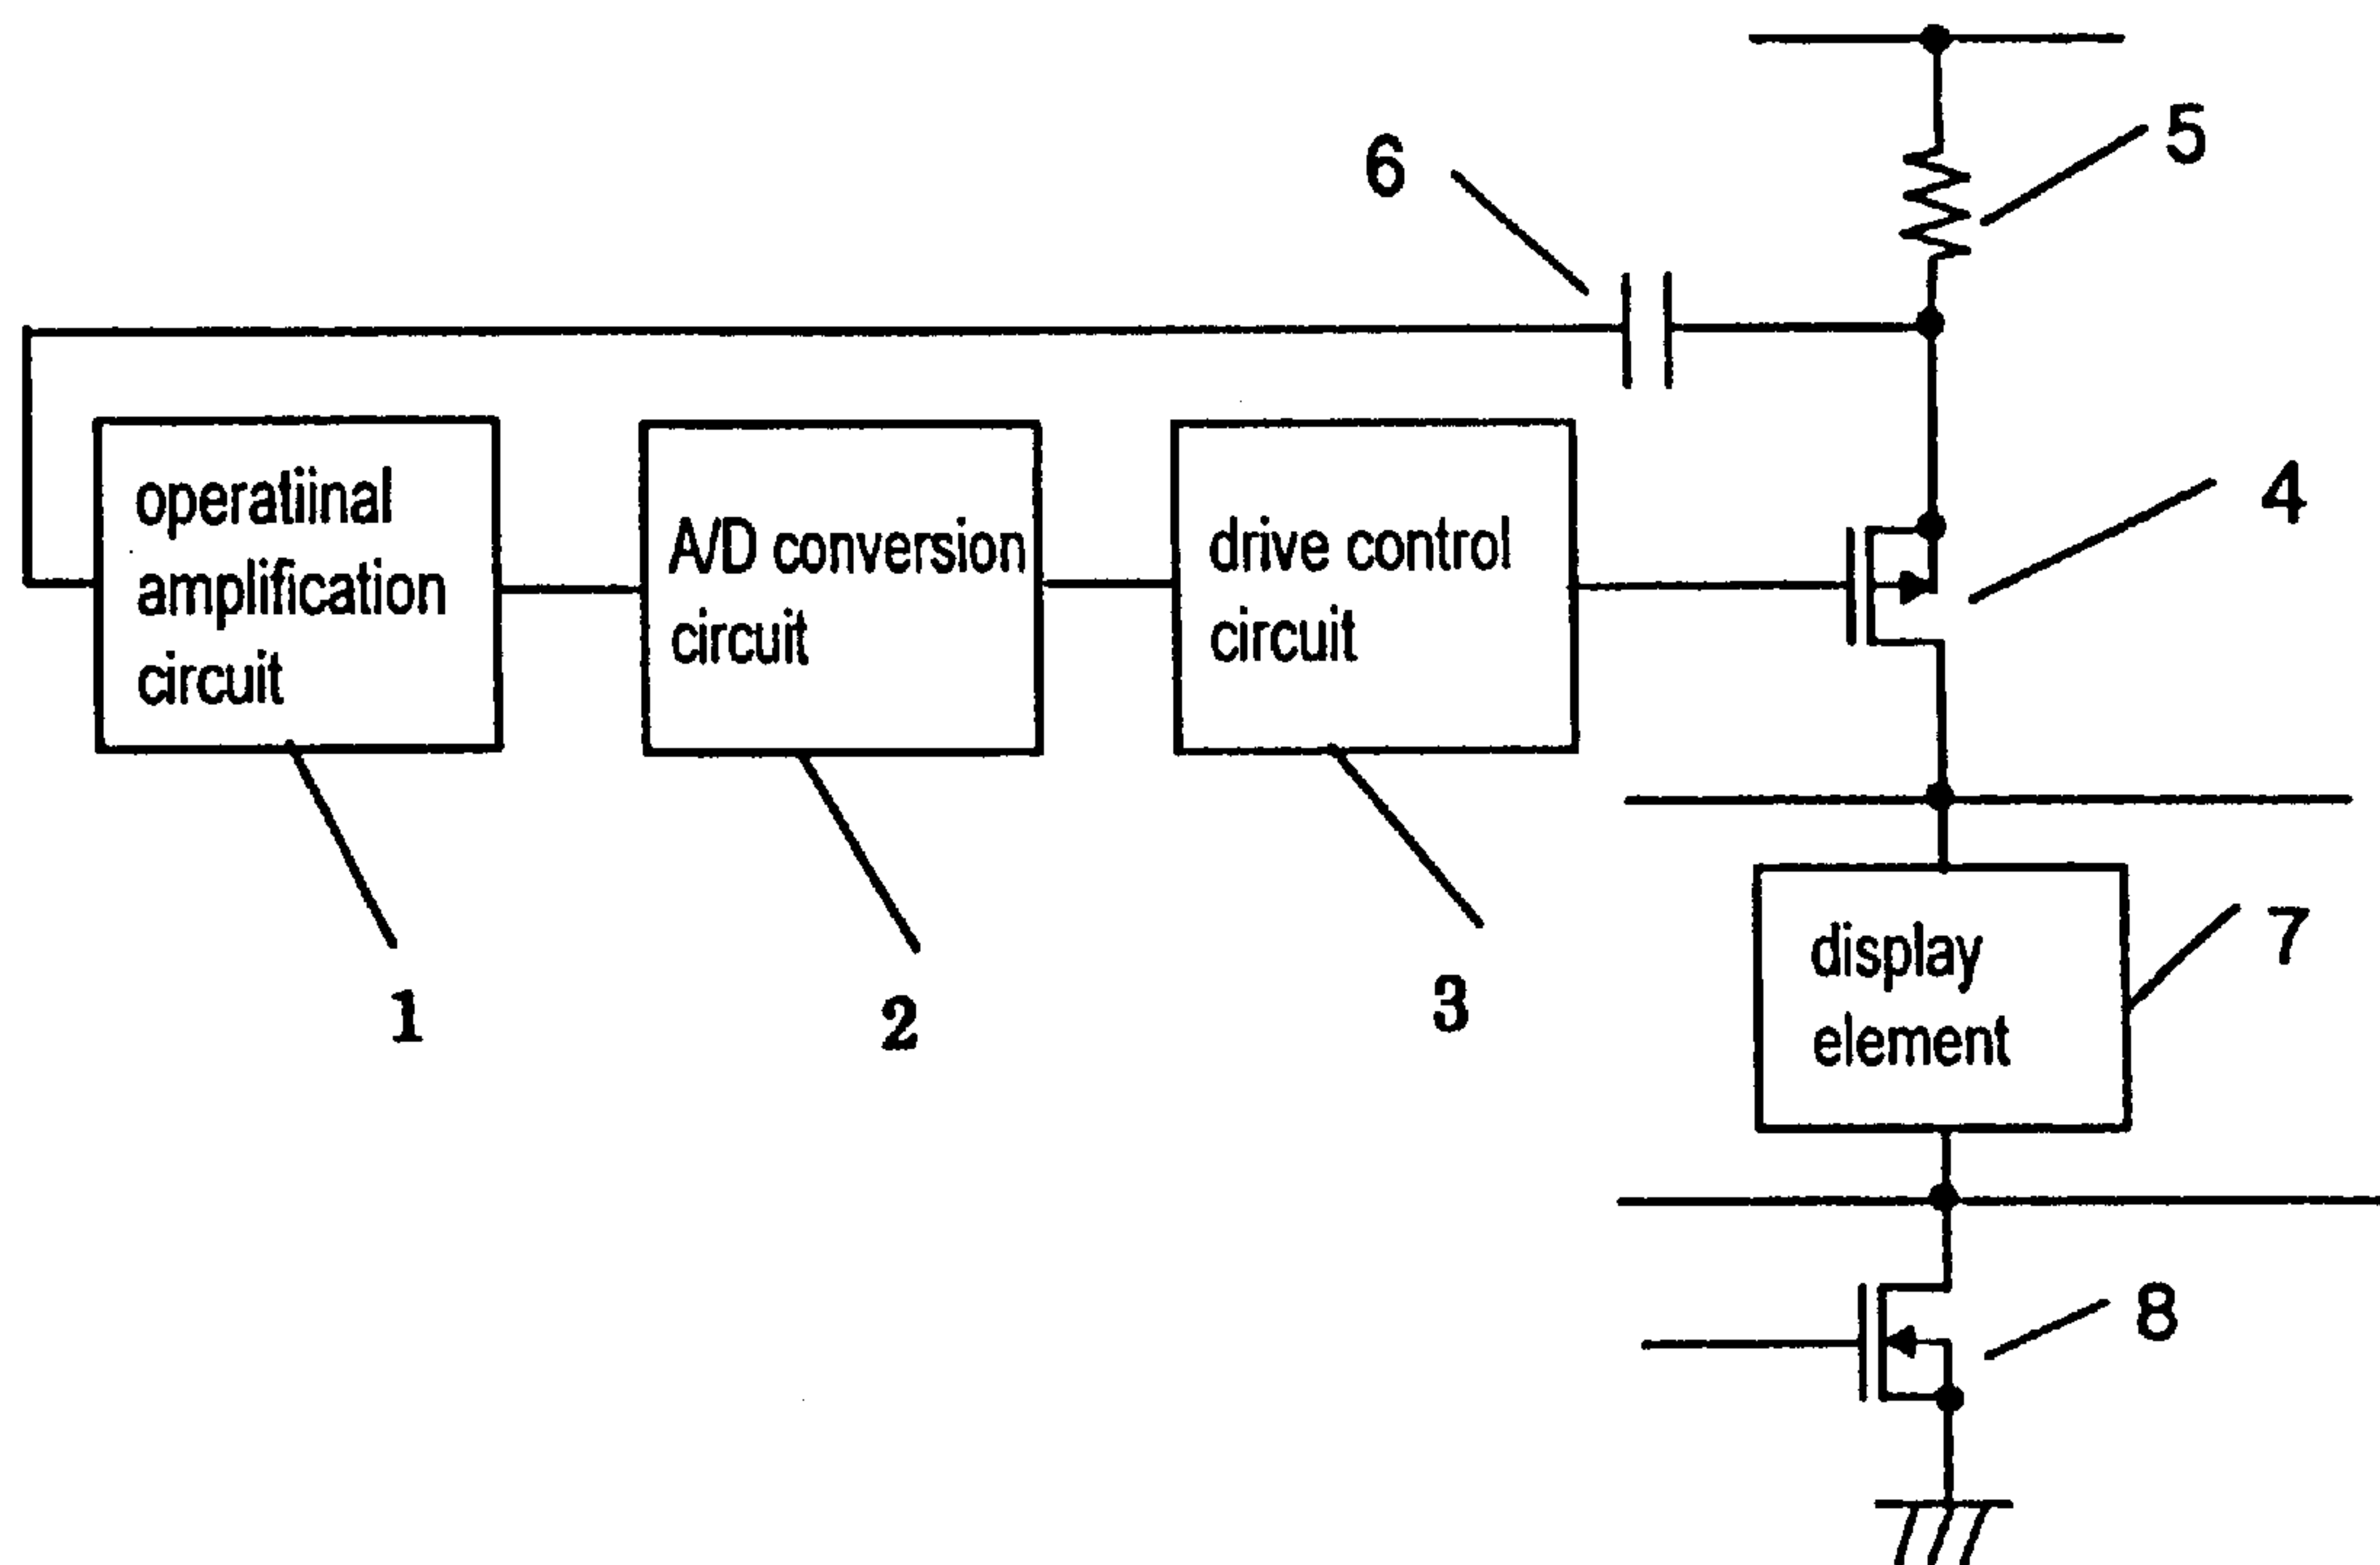 5
6
4
operatiinal
amplification
circuit
A/D conversion
circuit
drive control
circuit
1
2
3
display
element
7
8